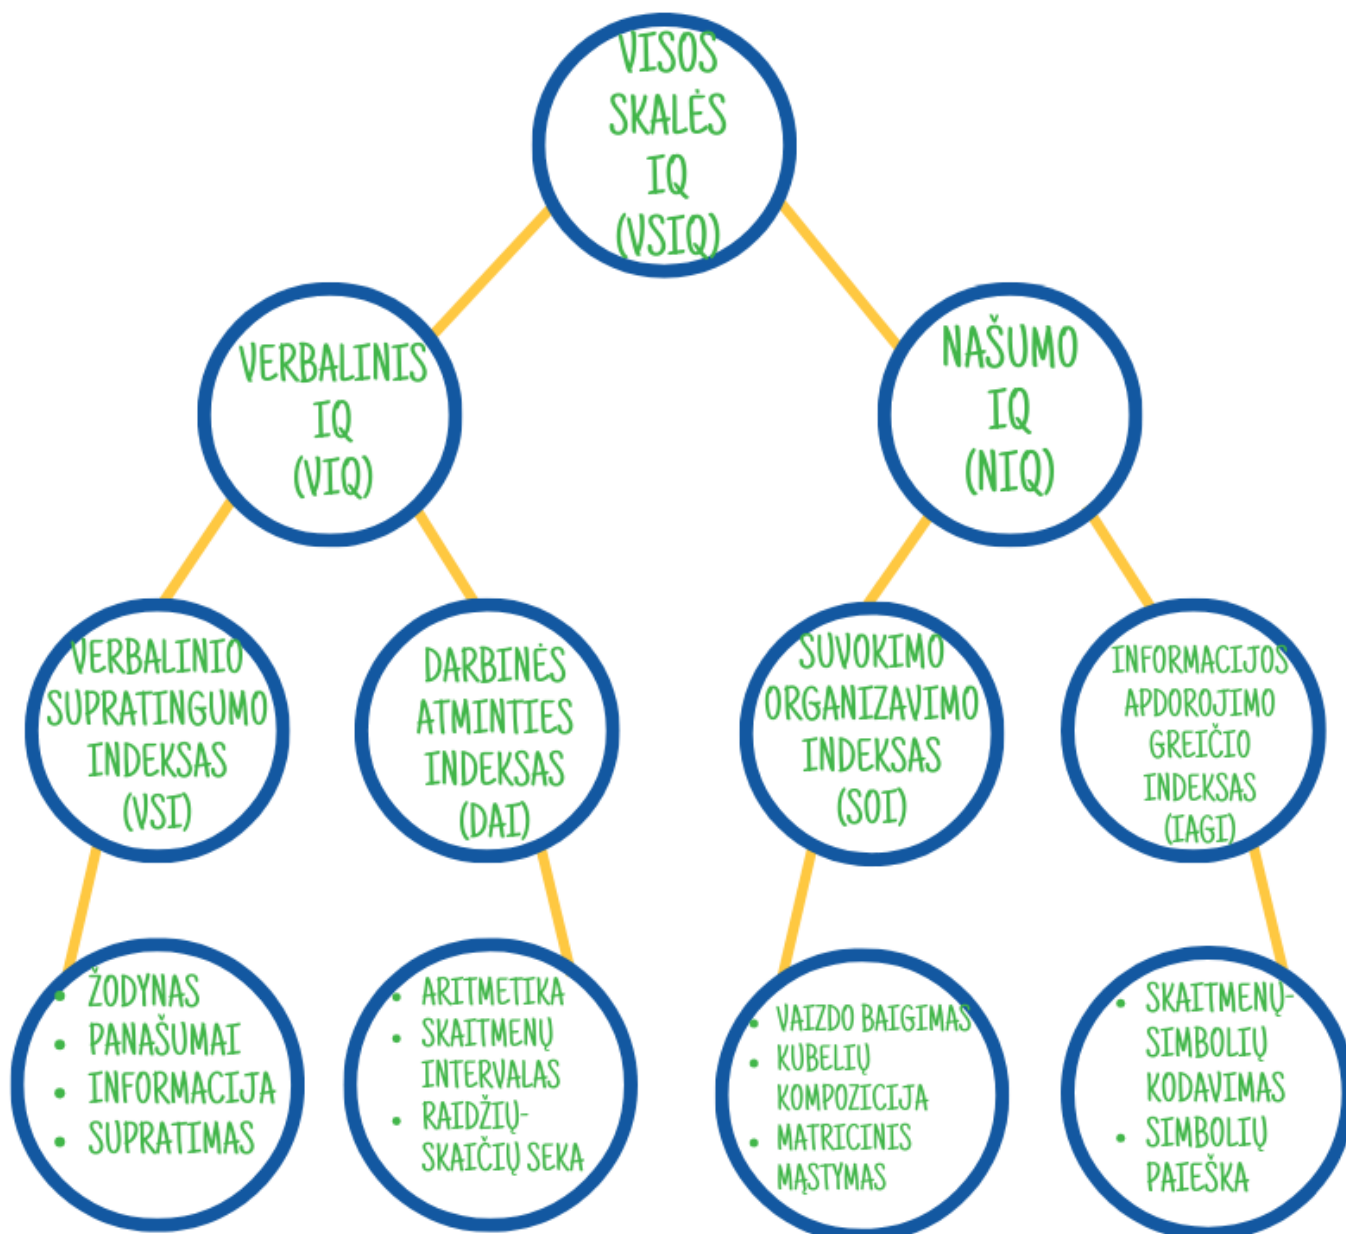 VISOS
SKALĖS
IQ
(VSIQ)
VERBALINIS
IQ
(VIQ)
NAŠUMO
IQ
(NIQ)
VERBALINIO
SUPRATINGUMO
INDEKSAS
(VSI)
DARBINĖS
ATMINTIES
INDEKSAS
(DAI)
SUVOKIMO
ORGANIZAVIMO
INDEKSAS
(SOI)
INFORMACIJOS
APDOROJIMO
GREIČIO
INDEKSAS
(IAGI)
• ŽODYNAS
• PANAŠUMAI
• INFORMACIJA
• SUPRATIMAS
• ARITMETIKA
• SKAITMENŲ
INTERVALAS
• RAIDŽIŲ-
SKAIČIŲ SEKA
• VAIZDO BAIGIMAS
• KUBELIŲ
KOMPOZICIJA
• MATRICINIS
MĄSTYMAS
• SKAITMENŲ-
SIMBOLIŲ
KODAVIMAS
• SIMBOLIŲ
PAIEŠKA